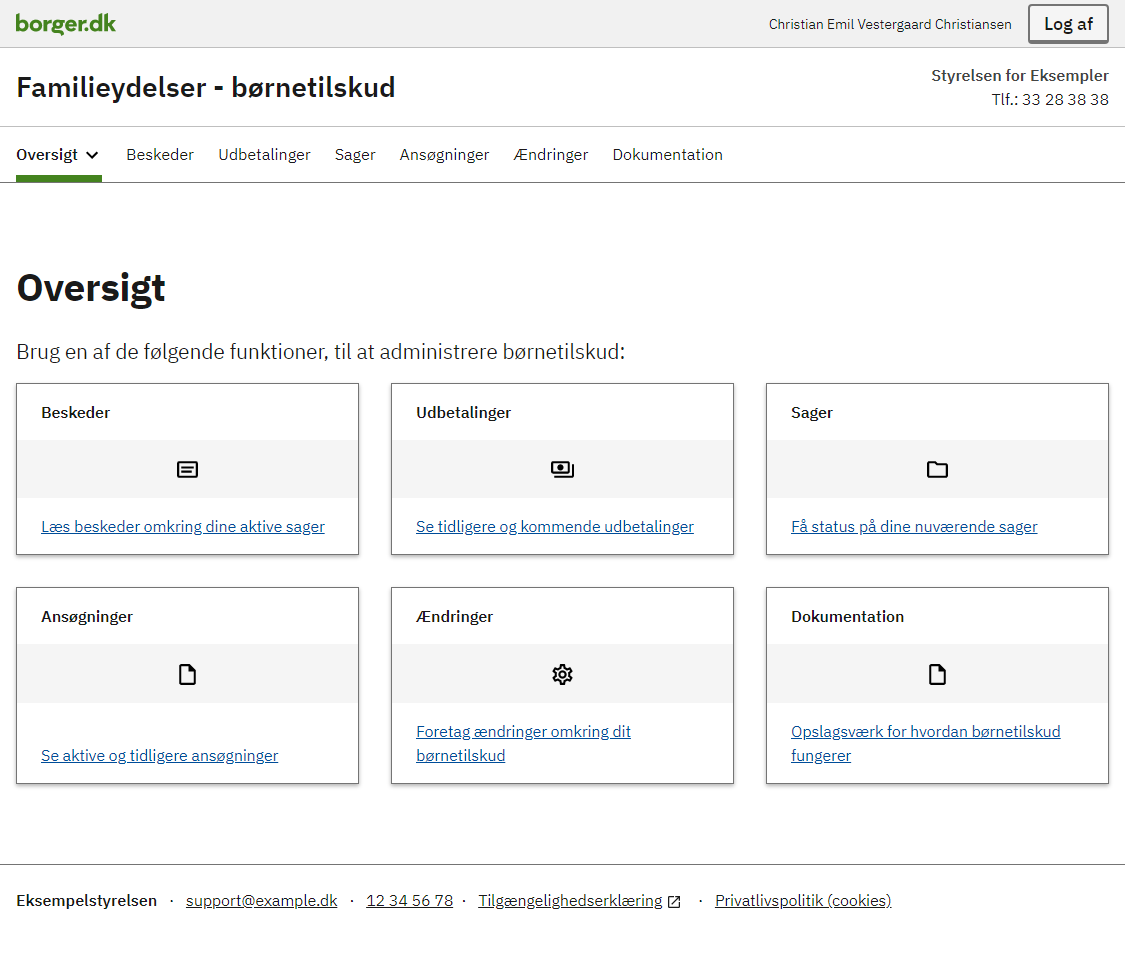 borger.dk
Christian Emil Vestergaard Christiansen
Log af
Familieydelser - børnetilskud
Styrelsen for Eksempler
Tlf.: 33 28 38 38
Oversigt Beskeder Udbetalinger Sager Ansøgninger Ændringer Dokumentation
Oversigt
Brug en af de følgende funktioner, til at administrere børnetilskud:
Beskeder
Læs beskeder omkring dine aktive sager
Udbetalinger
Se tidligere og kommende udbetalinger
Sager
Få status på dine nuværende sager
Ansøgninger
Se aktive og tidligere ansøgninger
Ændringer
Foretag ændringer omkring dit
børnetilskud
Dokumentation
Opslagsværk for hvordan børnetilskud
fungerer
Eksempelstyrelsen · support@example.dk · 12 34 56 78 · Tilgængelighedserklæring · Privatlivspolitik (cookies)